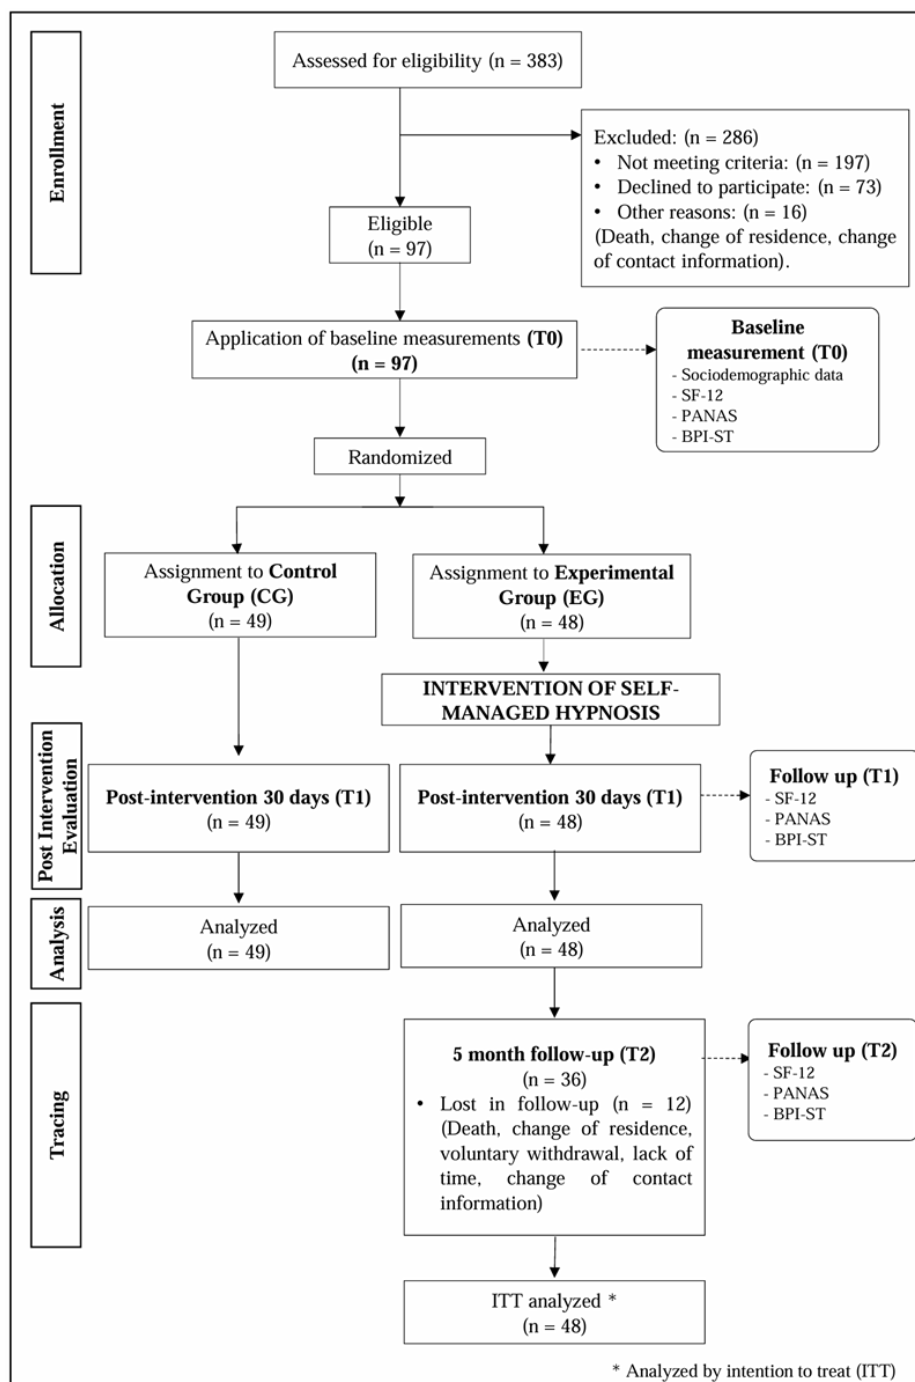 Enrollment
Assessed for eligibility (n = 383)
Excluded: (n = 286)
• Not meeting criteria: (n = 197)
• Declined to participate: (n = 73)
• Other reasons: (n = 16)
(Death, change of residence, change
of contact information).
Eligible
(n = 97)
Application of baseline measurements (T0)
(n = 97)
Baseline
measurement (T0)
- Sociodemographic data
- SF-12
- PANAS
- BPI-ST
Randomized
Allocation
Assignment to Control
Group (CG)
(n = 49)
Assignment to Experimental
Group (EG)
(n = 48)
INTERVENTION OF SELF-
MANAGED HYPNOSIS
Post Intervention
Evaluation
Post-intervention 30 days (T1)
(n = 49)
Post-intervention 30 days (T1)
(n = 48)
Follow up (T1)
- SF-12
- PANAS
- BPI-ST
Analysis
Analyzed
(n = 49)
Analyzed
(n = 48)
Tracing
5 month follow-up (T2)
(n = 36)
• Lost in follow-up (n = 12)
(Death, change of residence,
voluntary withdrawal, lack of
time, change of contact
information)
Follow up (T2)
- SF-12
- PANAS
- BPI-ST
ITT analyzed *
(n = 48)
* Analyzed by intention to treat (ITT)